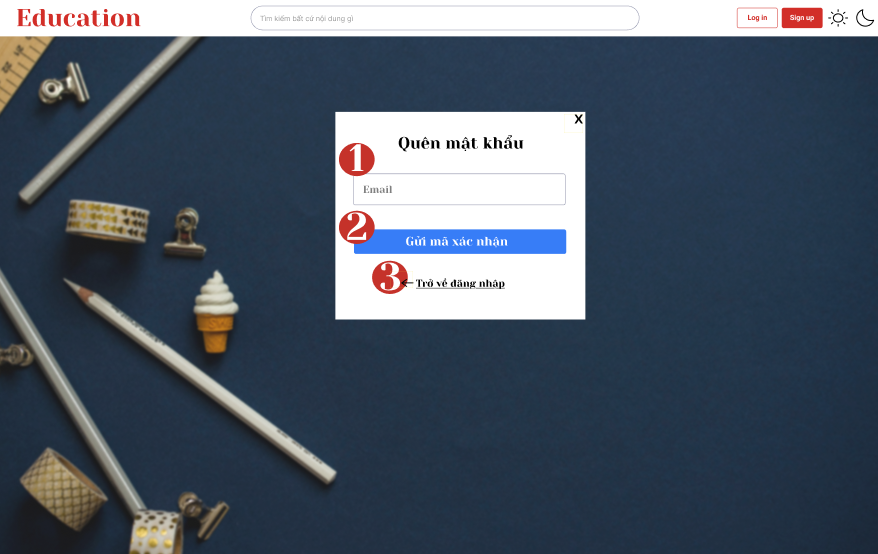 Education
Tìm kiếm bất cứ nội dung gì
Log in
Sign up
X
Quên mật khẩu
1
Email
2
Gửi mã xác nhận
3
← Trở về đăng nhâp